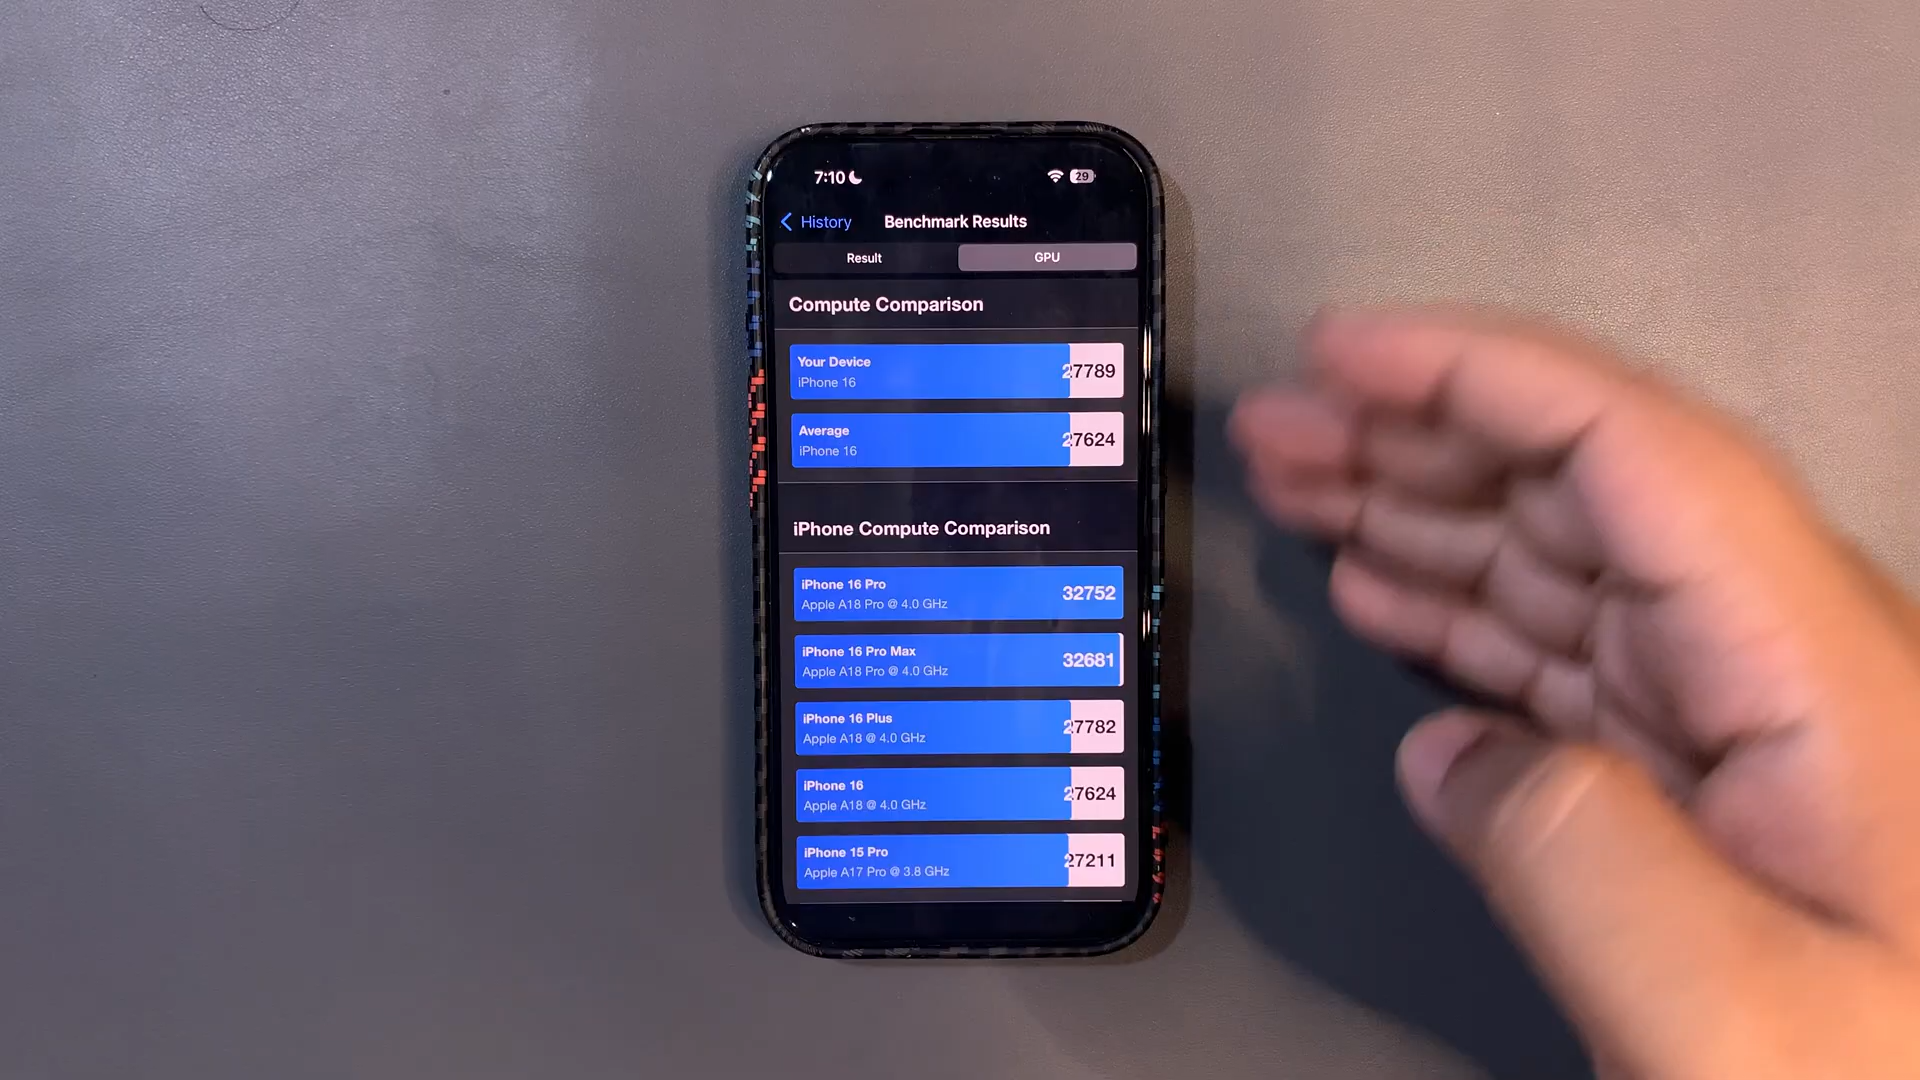 7:10
29
History
Benchmark Results
Result
GPU
Compute Comparison
Your Device
iPhone 16
27789
Average
iPhone 16
27624
iPhone Compute Comparison
iPhone 16 Pro
Apple A18 Pro @ 4.0 GHz
32752
iPhone 16 Pro Max
Apple A18 Pro @ 4.0 GHz
32681
iPhone 16 Plus
Apple A18 @ 4.0 GHz
27782
iPhone 16
Apple A18 @ 4.0 GHz
27624
iPhone 15 Pro
Apple A17 Pro @ 3.8 GHz
27211